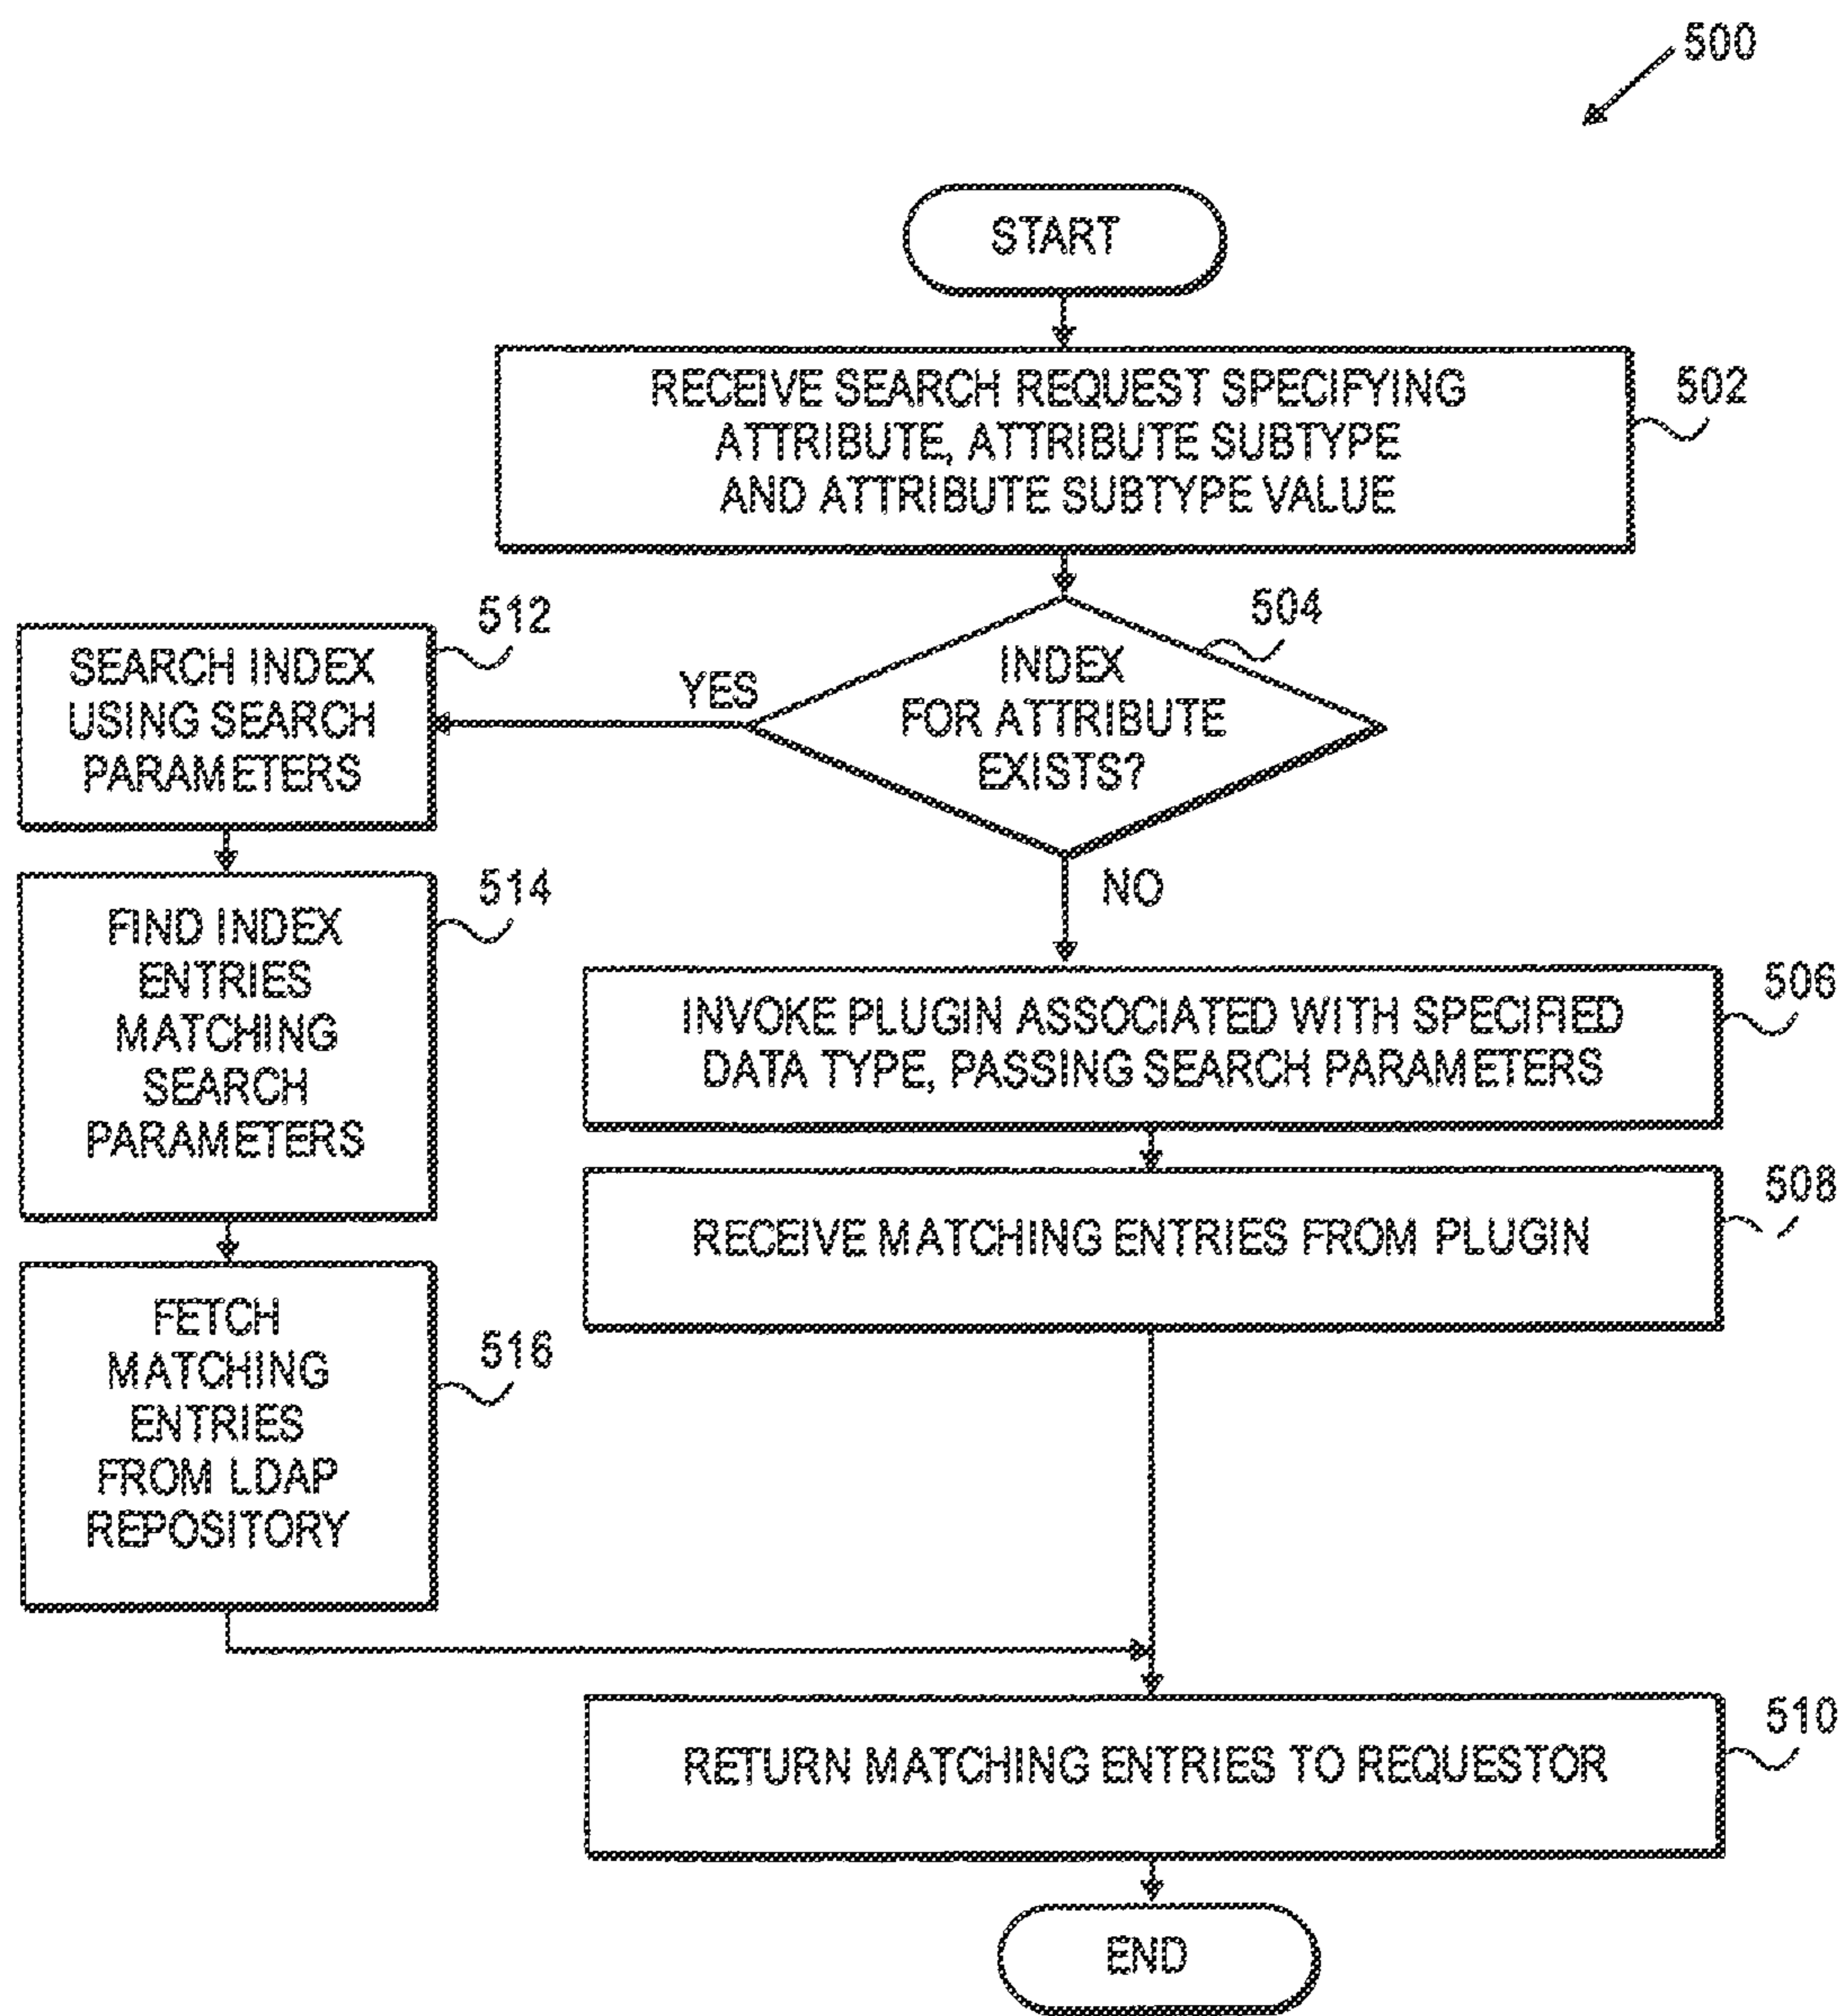 500
START
RECEIVE SEARCH REQUEST SPECIFYING
ATTRIBUTE, ATTRIBUTE SUBTYPE
AND ATTRIBUTE SUBTYPE VALUE
502
504
INDEX
FOR ATTRIBUTE
EXISTS?
YES
NO
512
SEARCH INDEX
USING SEARCH
PARAMETERS
514
FIND INDEX
ENTRIES
MATCHING
SEARCH
PARAMETERS
516
FETCH
MATCHING
ENTRIES
FROM LDAP
REPOSITORY
506
INVOKE PLUGIN ASSOCIATED WITH SPECIFIED
DATA TYPE, PASSING SEARCH PARAMETERS
508
RECEIVE MATCHING ENTRIES FROM PLUGIN
510
RETURN MATCHING ENTRIES TO REQUESTOR
END